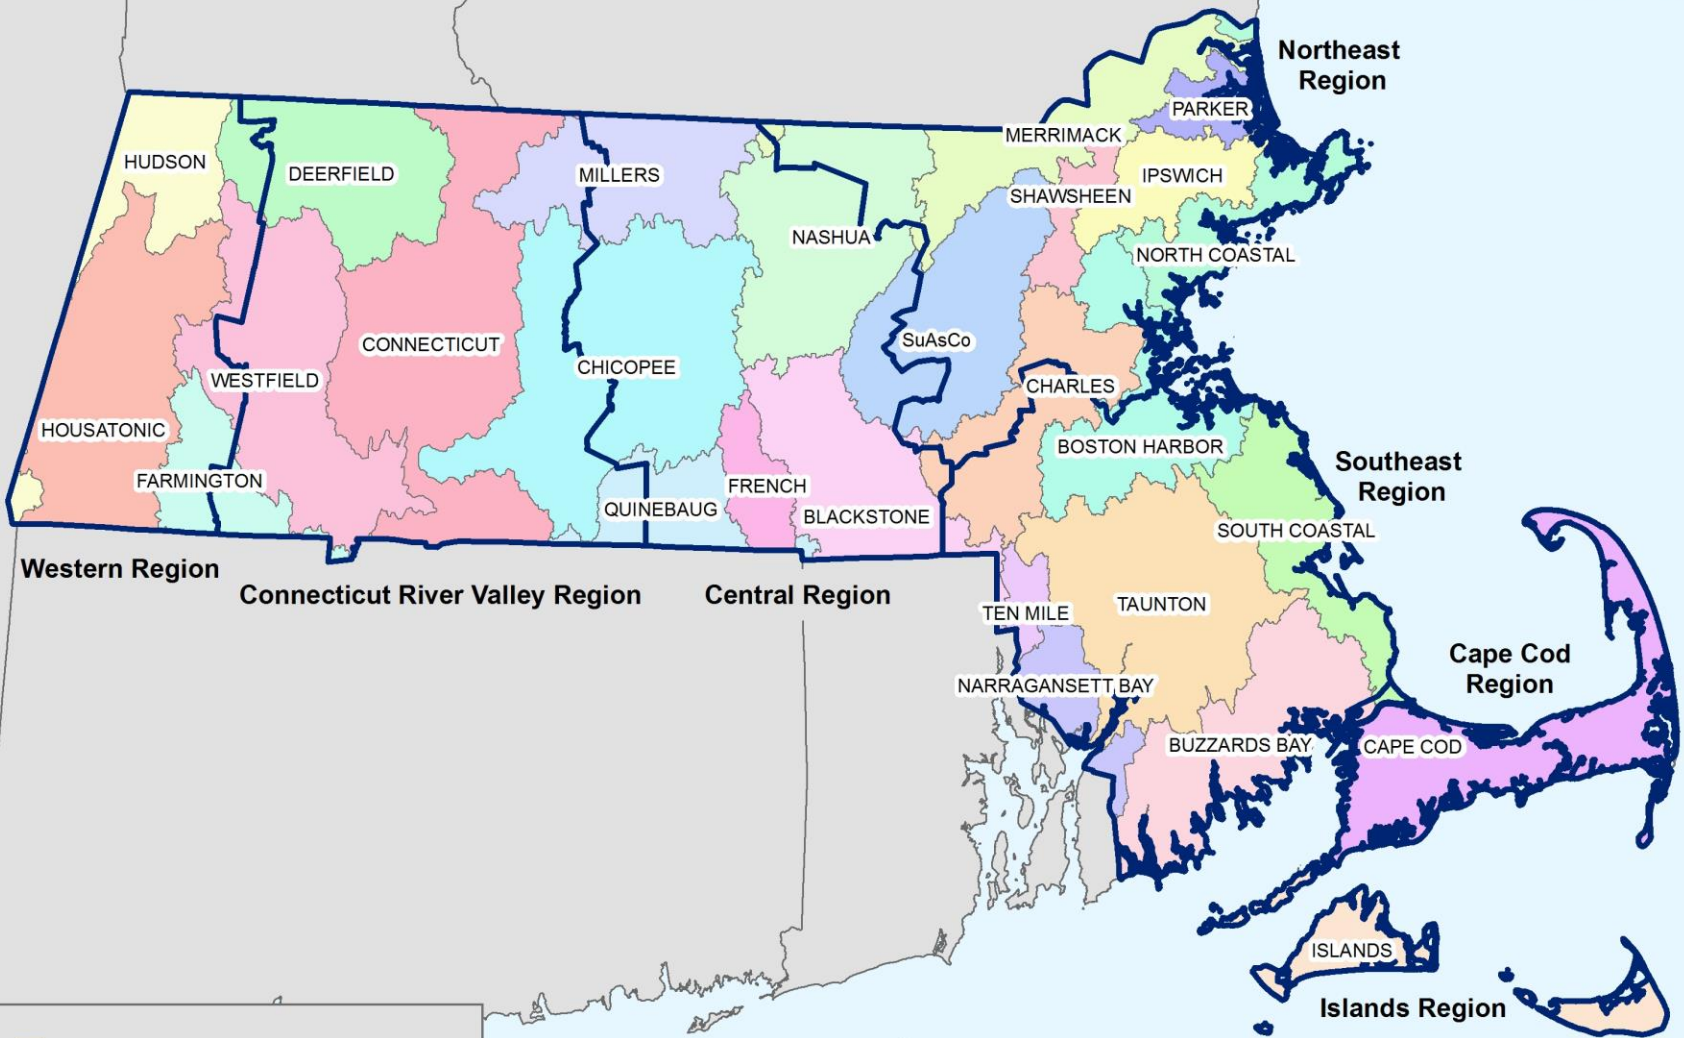 Northeast
Region
PARKER
MERRIMACK
HUDSON
DEERFIELD
MILLERS
IPSWICH
SHAWSHEEN
NASHUA
NORTH COASTAL
SuAsCo
CONNECTICUT
CHICOPEE
WESTFIELD
CHARLES
HOUSATONIC
BOSTON HARBOR
Southeast
Region
FARMINGTON
FRENCH
QUINEBAUG
BLACKSTONE
SOUTH COASTAL
Western Region
Connecticut River Valley Region
Central Region
TEN MILE
TAUNTON
Cape Cod
Region
NARRAGANSETT BAY
BUZZARDS BAY
CAPE COD
ISLANDS
Islands Region